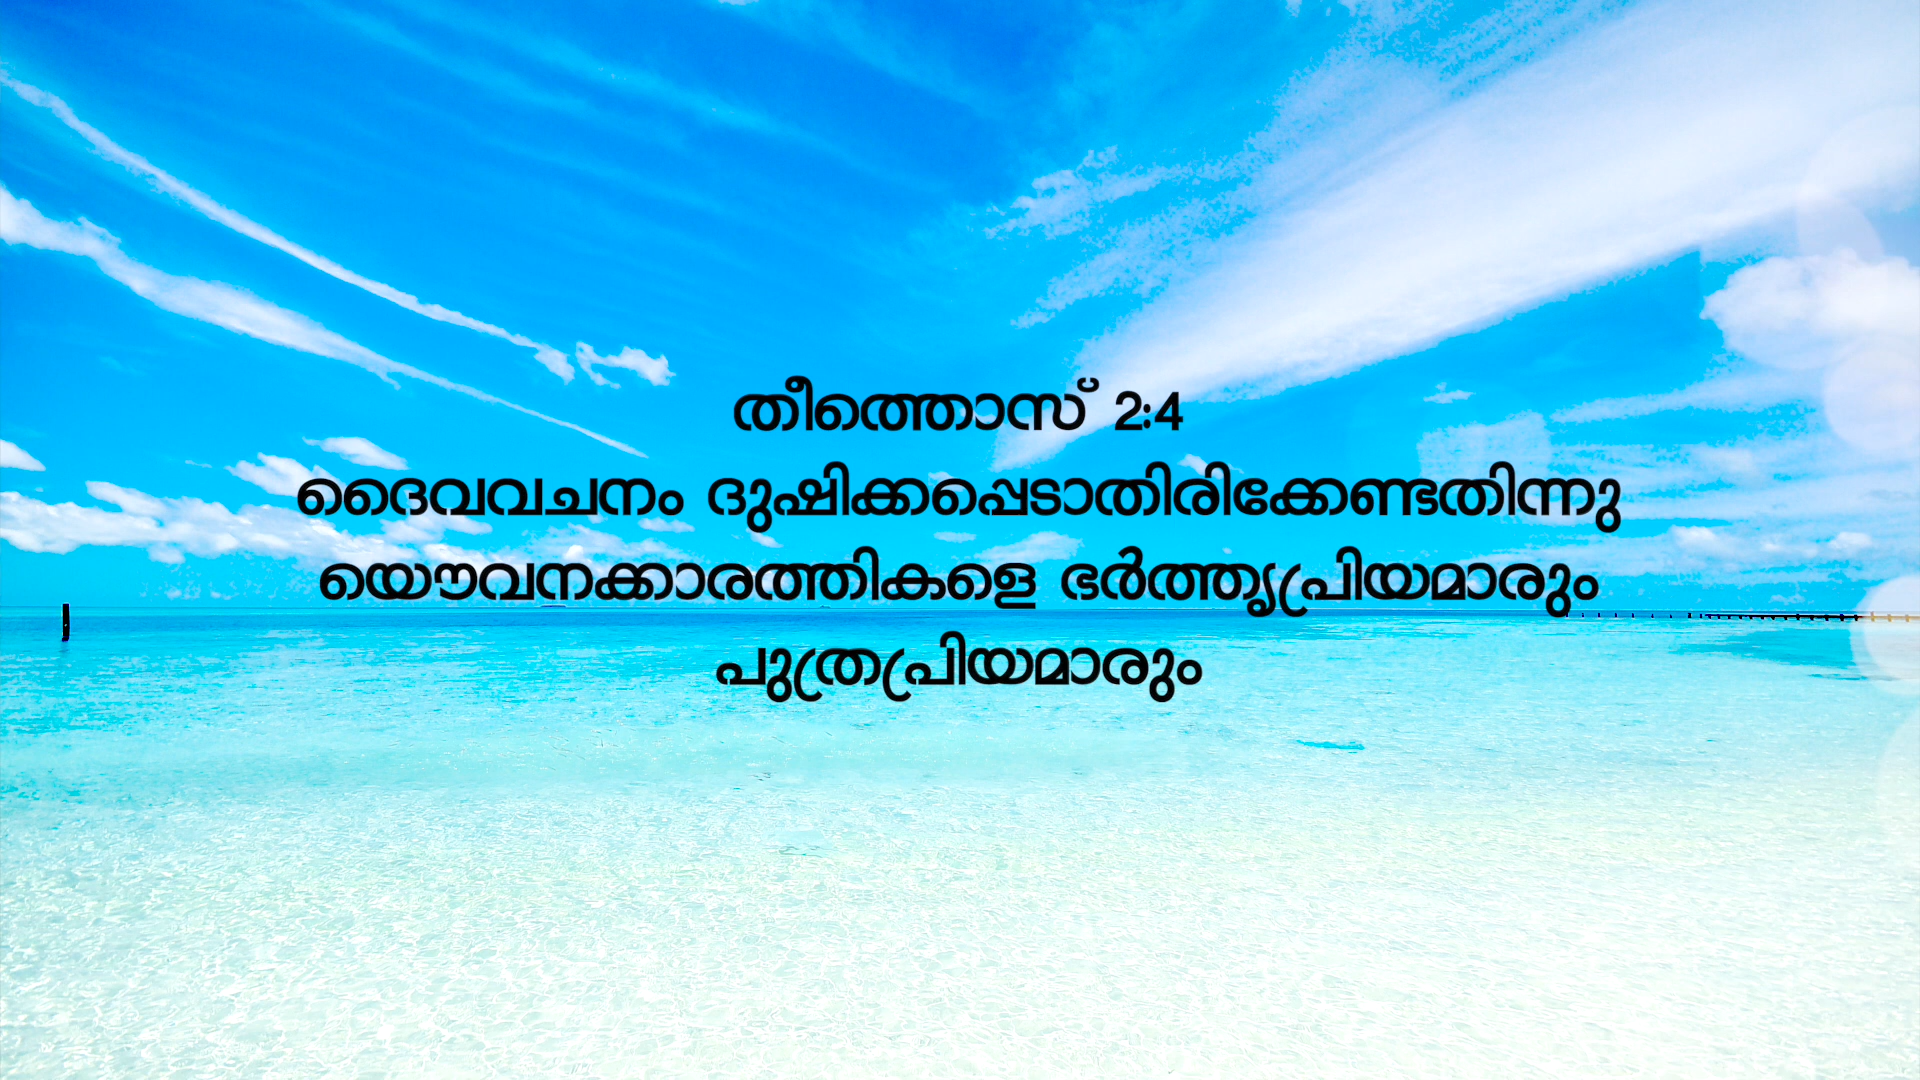 തീത്തൊസ് 2:4
ദൈവവചനം ദുഷിക്കപ്പെടാതിരിക്കേണ്ടതിന്നു
യൌവനക്കാരത്തികളെ ഭർത്തൃപ്രിയമാരും
പുത്രപ്രിയമാരും